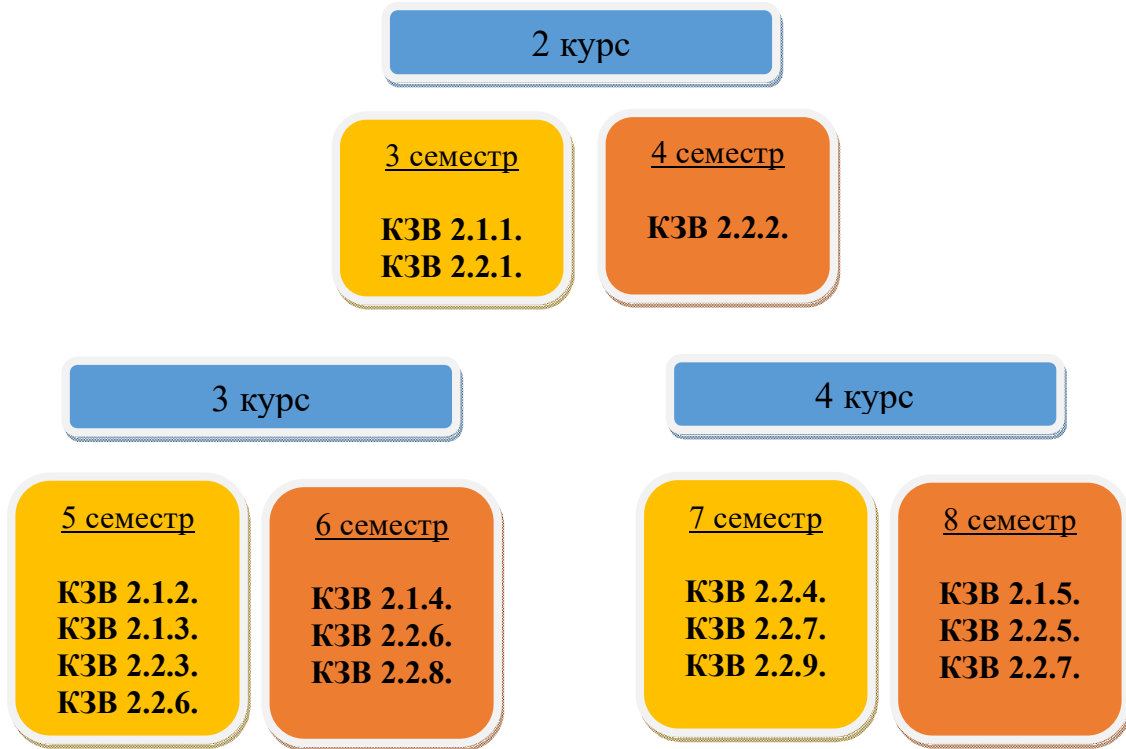 2 курс
3 семестр
КЗВ 2.1.1.
КЗВ 2.2.1.
4 семестр
КЗВ 2.2.2.
3 курс
5 семестр
КЗВ 2.1.2.
КЗВ 2.1.3.
КЗВ 2.2.3.
КЗВ 2.2.6.
6 семестр
КЗВ 2.1.4.
КЗВ 2.2.6.
КЗВ 2.2.8.
4 курс
7 семестр
КЗВ 2.2.4.
КЗВ 2.2.7.
КЗВ 2.2.9.
8 семестр
КЗВ 2.1.5.
КЗВ 2.2.5.
КЗВ 2.2.7.